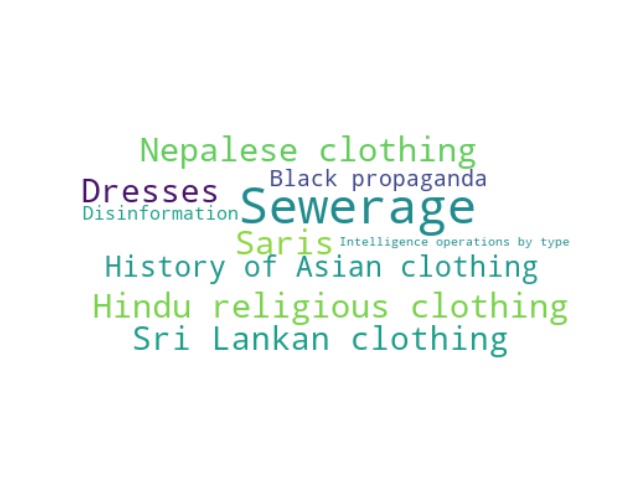 Nepalese clothing
Black propaganda
Dresses
Sewerage
Disinformation
Saris
Intelligence operations by type
History of Asian clothing
Hindu religious clothing
Sri Lankan clothing